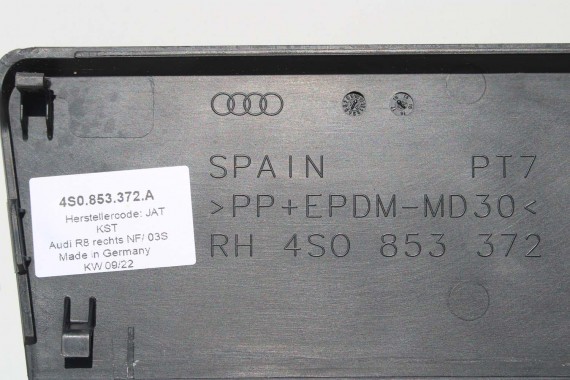 SPAIN PT7
>PP+EPDM-MD30<
RH 4S0 853 372
4S0.853.372.A
Herstellercode: JAT
KST
Audi R8 rechts NF/ 03S
Made in Germany
KW 09/22